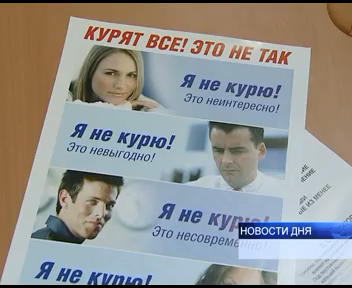 КУРЯТ ВСЕ! ЭТО НЕ ТАК
Я не курю!
Это неинтересно!
Я не курю!
Это невыгодно!
Я не курю!
Это несовременно!
НОВОСТИ ДНЯ
Я не курю!